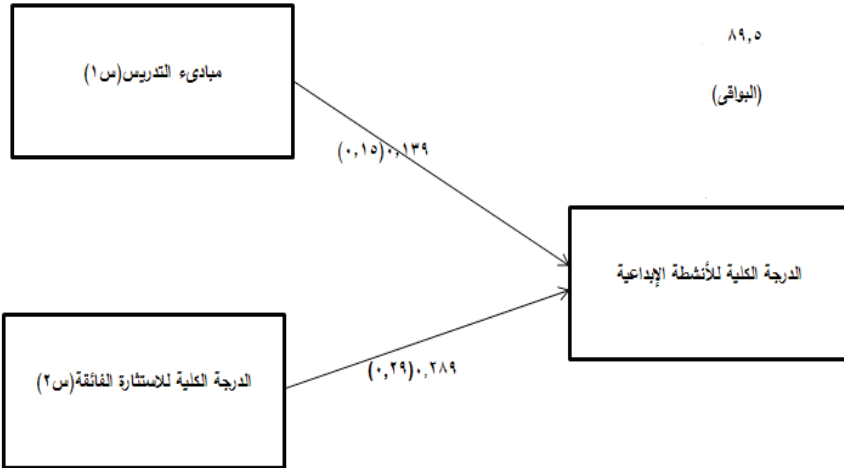 ٨٩,٥
(البواقى)
مبادىء التدريس(س١)
٠,١٣٩(٠,١٥)
الدرجة الكلية للأنشطة الإبداعية
الدرجة الكلية للاستثارة الفائقة(س٢)
٠,٢٨٩(٠,٢٩)